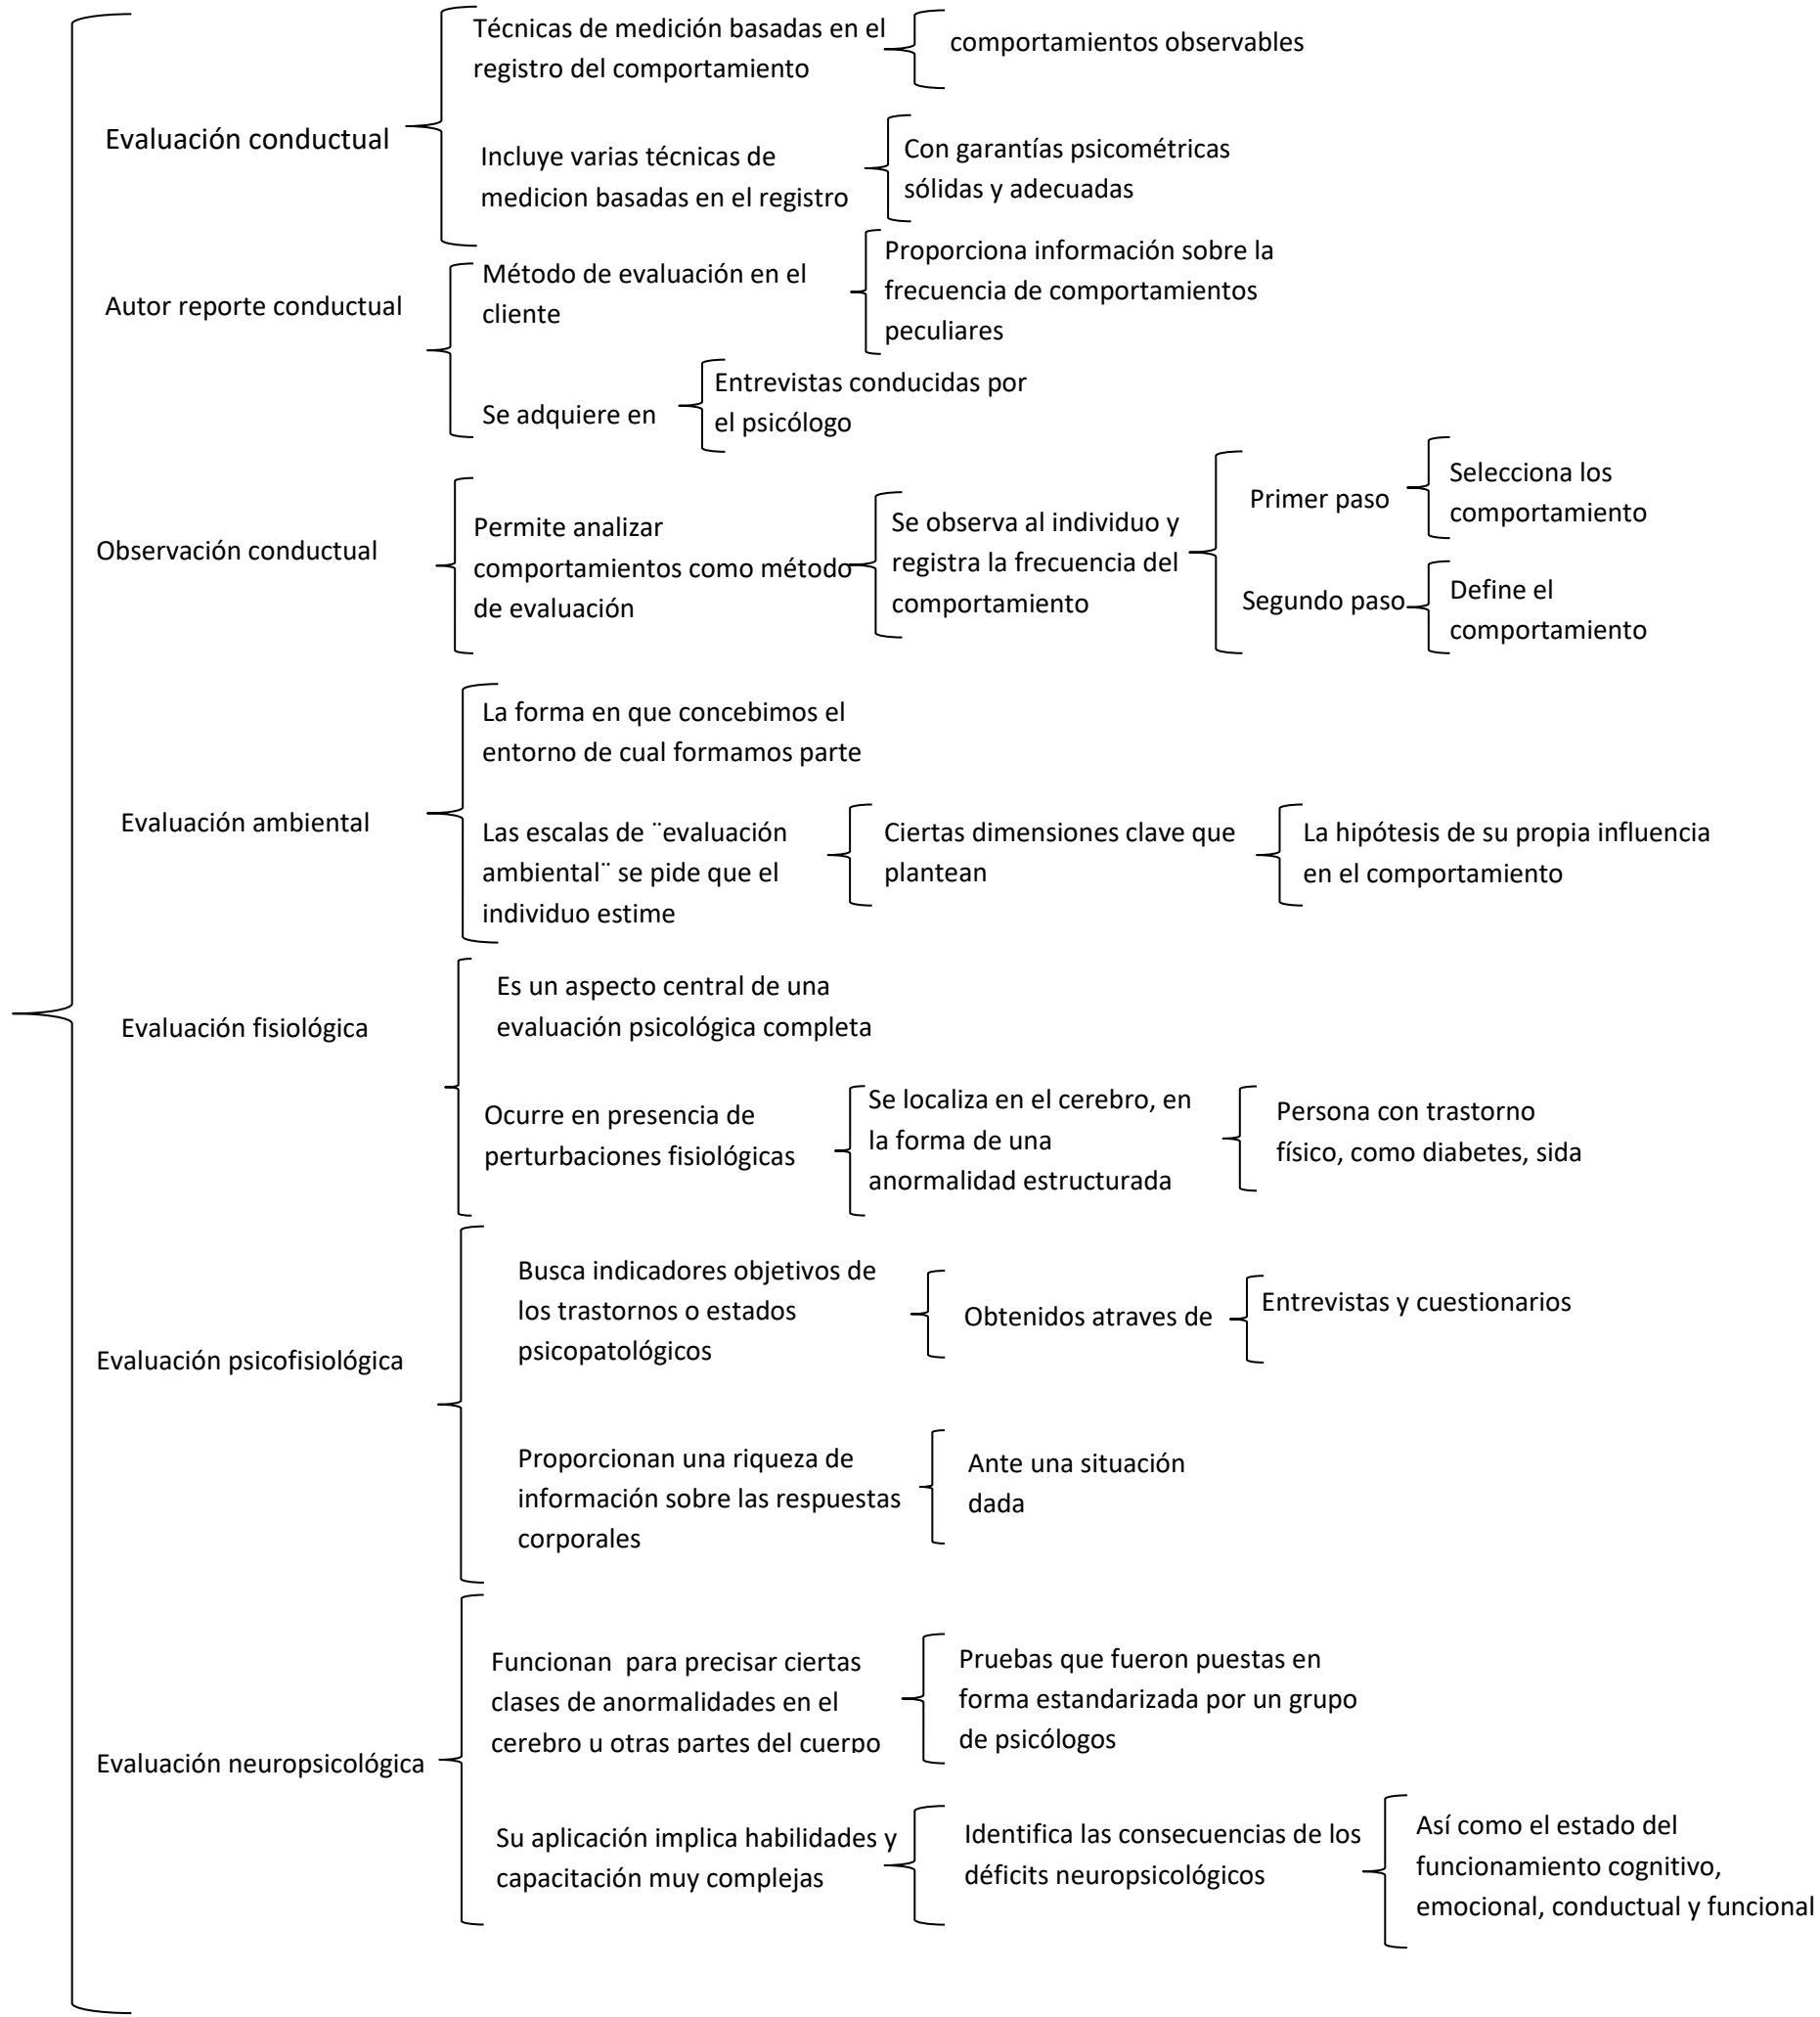 Técnicas de medición basadas en el
registro del comportamiento
comportamientos observables
Evaluación conductual
Incluye varias técnicas de
medicion basadas en el registro
Con garantías psicométricas
sólidas y adecuadas
Autor reporte conductual
Método de evaluación en el
cliente
Proporciona información sobre la
frecuencia de comportamientos
peculiares
Se adquiere en
Entrevistas conducidas por
el psicólogo
Observación conductual
Permite analizar
comportamientos como método
de evaluación
Se observa al individuo y
registra la frecuencia del
comportamiento
Primer paso
Selecciona los
comportamiento
Segundo paso
Define el
comportamiento
Evaluación ambiental
La forma en que concebimos el
entorno de cual formamos parte
Las escalas de ¨evaluación
ambiental¨ se pide que el
individuo estime
Ciertas dimensiones clave que
plantean
La hipótesis de su propia influencia
en el comportamiento
Evaluación fisiológica
Es un aspecto central de una
evaluación psicológica completa
Ocurre en presencia de
perturbaciones fisiológicas
Se localiza en el cerebro, en
la forma de una
anormalidad estructurada
Persona con trastorno
físico, como diabetes, sida
Evaluación psicofisiológica
Busca indicadores objetivos de
los trastornos o estados
psicopatológicos
Obtenidos atraves de
Entrevistas y cuestionarios
Proporcionan una riqueza de
información sobre las respuestas
corporales
Ante una situación
dada
Evaluación neuropsicológica
Funcionan  para precisar ciertas
clases de anormalidades en el
cerebro u otras partes del cuerpo
Pruebas que fueron puestas en
forma estandarizada por un grupo
de psicólogos
Su aplicación implica habilidades y
capacitación muy complejas
Identifica las consecuencias de los
déficits neuropsicológicos
Así como el estado del
funcionamiento cognitivo,
emocional, conductual y funcional